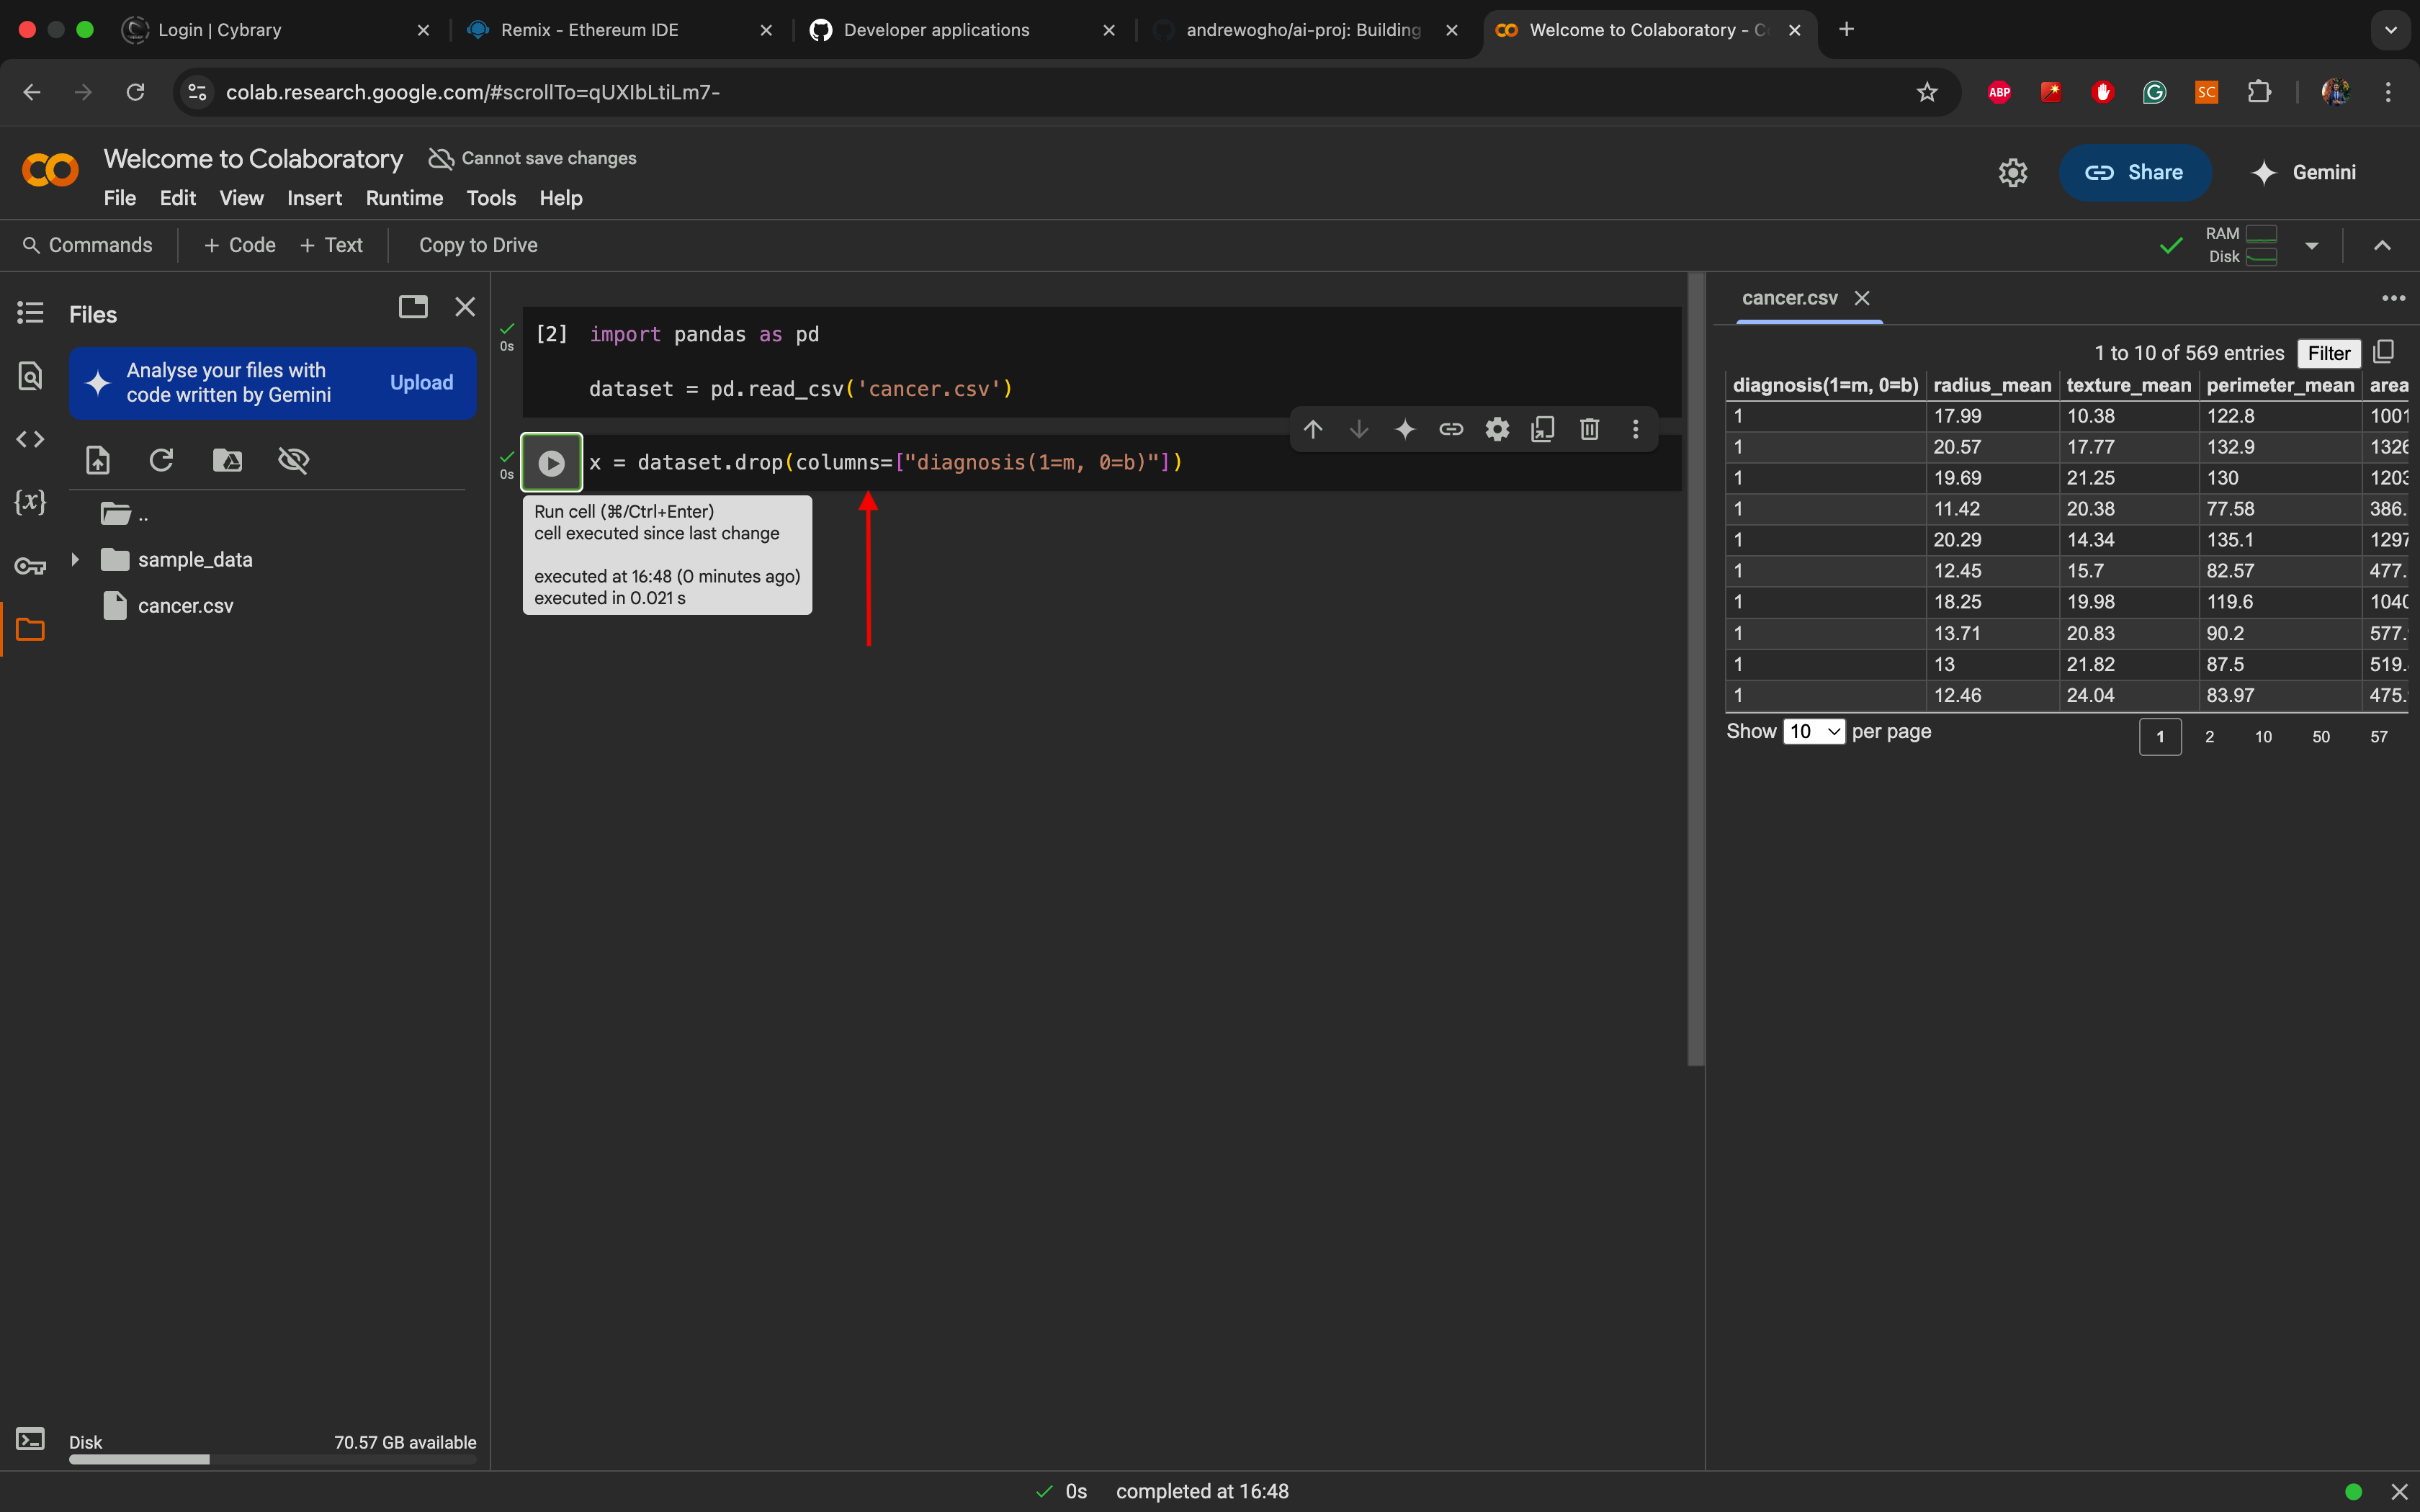 Login | Cybrary
Remix - Ethereum IDE
Developer applications
andrewogho/ai-proj: Building
Welcome to Colaboratory - C
colab.research.google.com/#scrollTo=qUXIbLtiLm7-
ABP
SC
Welcome to Colaboratory
Cannot save changes
Share
Gemini
File Edit View Insert Runtime Tools Help
Commands + Code + Text Copy to Drive
RAM
Disk
Files
Analyse your files with
code written by Gemini
Upload
{x}
..
sample_data
cancer.csv
Disk 70.57 GB available
0s
[2] import pandas as pd
dataset = pd.read_csv('cancer.csv')
0s
x = dataset.drop(columns=["diagnosis(1=m, 0=b)"])
Run cell (⌘/Ctrl+Enter)
cell executed since last change
executed at 16:48 (0 minutes ago)
executed in 0.021 s
cancer.csv
1 to 10 of 569 entries Filter
diagnosis(1=m, 0=b) radius_mean texture_mean perimeter_mean area
1 17.99 10.38 122.8 1001
1 20.57 17.77 132.9 1326
1 19.69 21.25 130 1203
1 11.42 20.38 77.58 386.
1 20.29 14.34 135.1 1297
1 12.45 15.7 82.57 477.
1 18.25 19.98 119.6 1040
1 13.71 20.83 90.2 577.
1 13 21.82 87.5 519.
1 12.46 24.04 83.97 475.
Show 10 per page
1 2 10 50 57
0s completed at 16:48